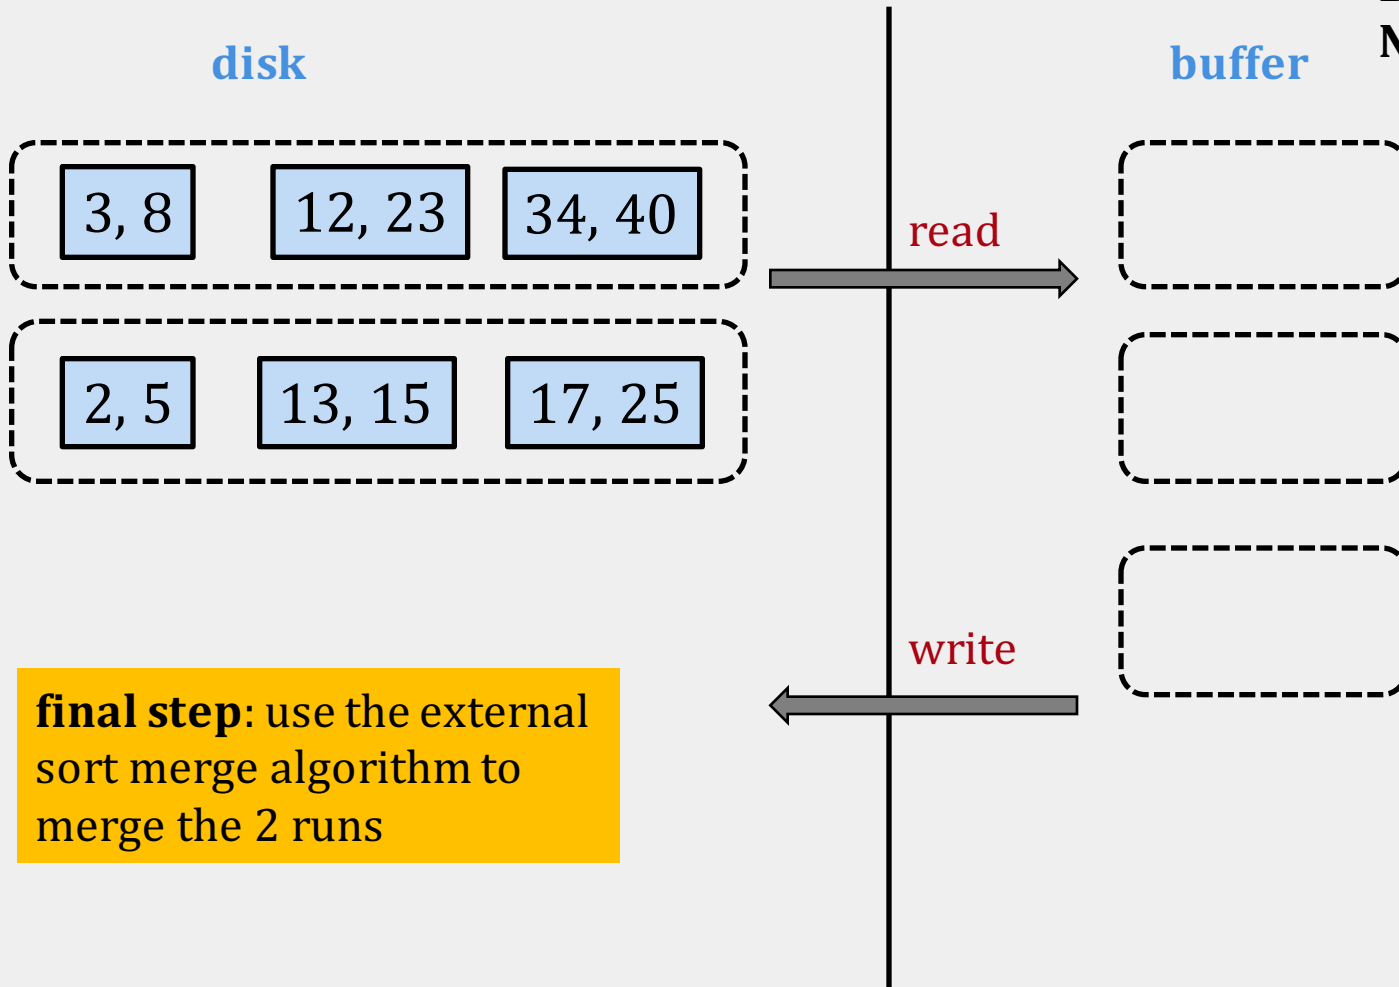 disk
buffer
N
3, 8
12, 23
34, 40
read
2, 5
13, 15
17, 25
write
final step: use the external
sort merge algorithm to
merge the 2 runs